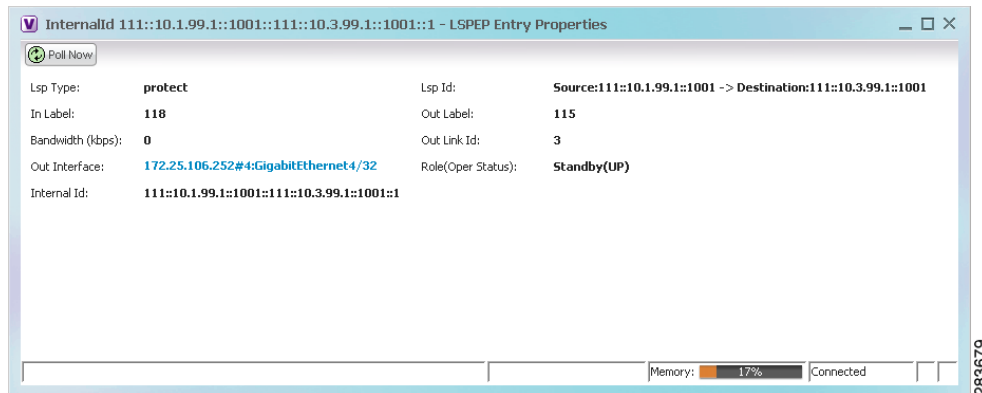 InternalId 111::10.1.99.1::1001::111::10.3.99.1::1001::1 - LSPEP Entry Properties
Poll Now
Lsp Type: protect Lsp Id: Source:111::10.1.99.1::1001 -> Destination:111::10.3.99.1::1001
In Label: 118 Out Label: 115
Bandwidth (kbps): 0 Out Link Id: 3
Out Interface: 172.25.106.252#4:GigabitEthernet4/32 Role(Oper Status): Standby(UP)
Internal Id: 111::10.1.99.1::1001::111::10.3.99.1::1001::1
Memory: 17% Connected
283679